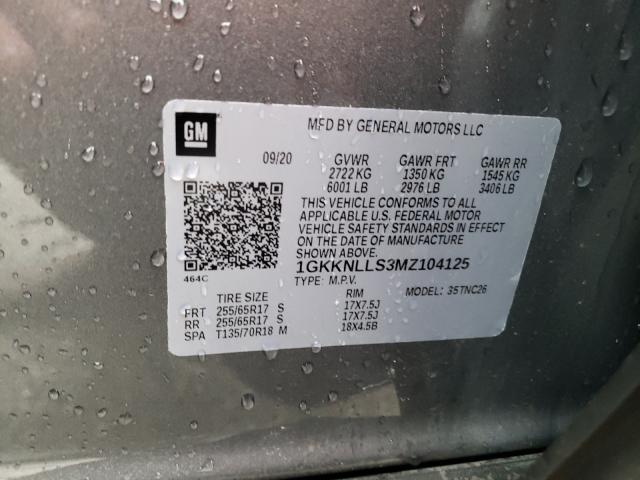 GM
MFD BY GENERAL MOTORS LLC
09/20 GVWR GAWR FRT GAWR RR
2722 KG 1350 KG 1545 KG
6001 LB 2976 LB 3406 LB
THIS VEHICLE CONFORMS TO ALL
APPLICABLE U.S. FEDERAL MOTOR
VEHICLE SAFETY STANDARDS IN EFFECT
ON THE DATE OF MANUFACTURE
SHOWN ABOVE.
1GKKNLLS3MZ104125
464C
TYPE: M.P.V. MODEL: 35TNC26
TIRE SIZE RIM
FRT 255/65R17 S 17X7.5J
RR 255/65R17 S 17X7.5J
SPA T135/70R18 M 18X4.5B